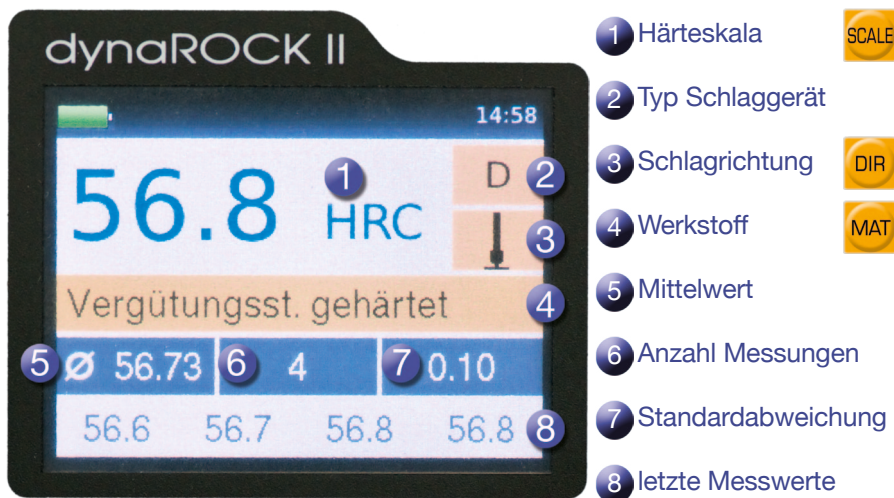 dynaROCK II
14:58
56.8 1 HRC D 2
3
Vergütungsst. gehärtet 4
5 Ø 56.73 6 4 7 0.10
56.6 56.7 56.8 56.8 8
1 Härteskala SCALE
2 Typ Schlaggerät
3 Schlagrichtung DIR
4 Werkstoff MAT
5 Mittelwert
6 Anzahl Messungen
7 Standardabweichung
8 letzte Messwerte